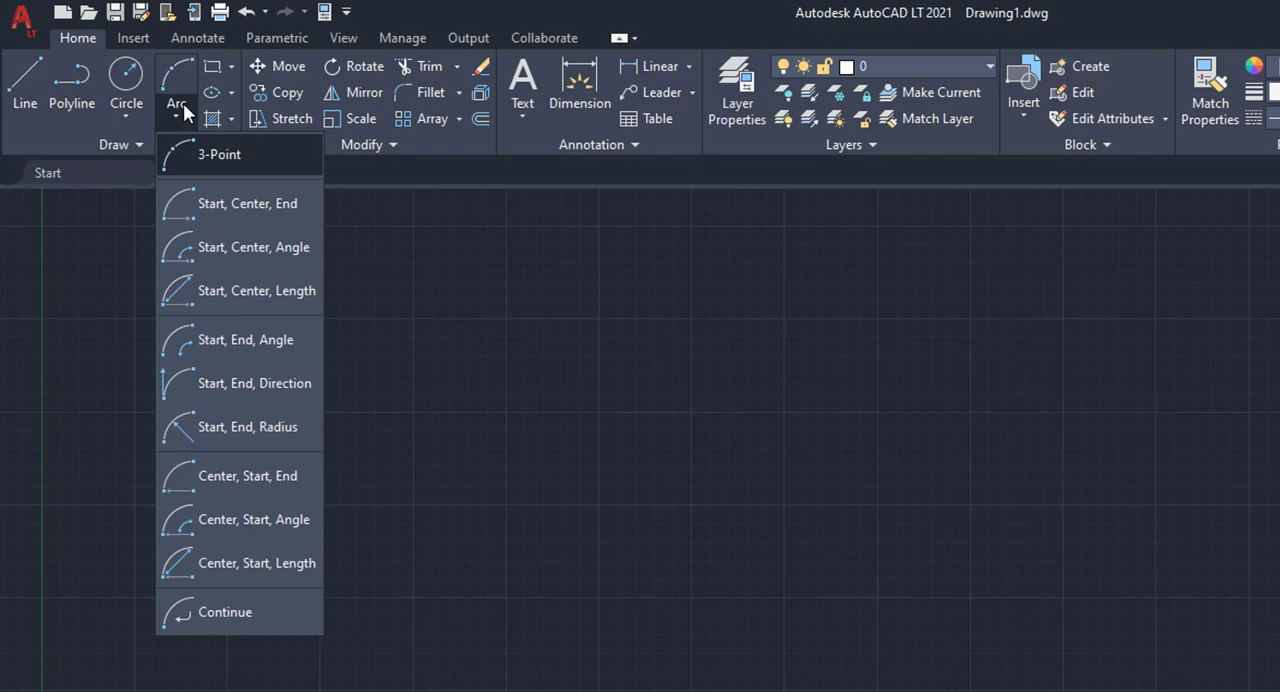 LT
Autodesk AutoCAD LT 2021 Drawing1.dwg
Home Insert Annotate Parametric View Manage Output Collaborate
Line Polyline Circle Arc
Move Rotate Trim
Copy Mirror Fillet
Stretch Scale Array
Text Dimension
Linear
Leader
Table
Layer
Properties
0
Make Current
Match Layer
Insert
Create
Edit
Edit Attributes
Match
Properties
Draw Modify Annotation Layers Block
Start
3-Point
Start, Center, End
Start, Center, Angle
Start, Center, Length
Start, End, Angle
Start, End, Direction
Start, End, Radius
Center, Start, End
Center, Start, Angle
Center, Start, Length
Continue